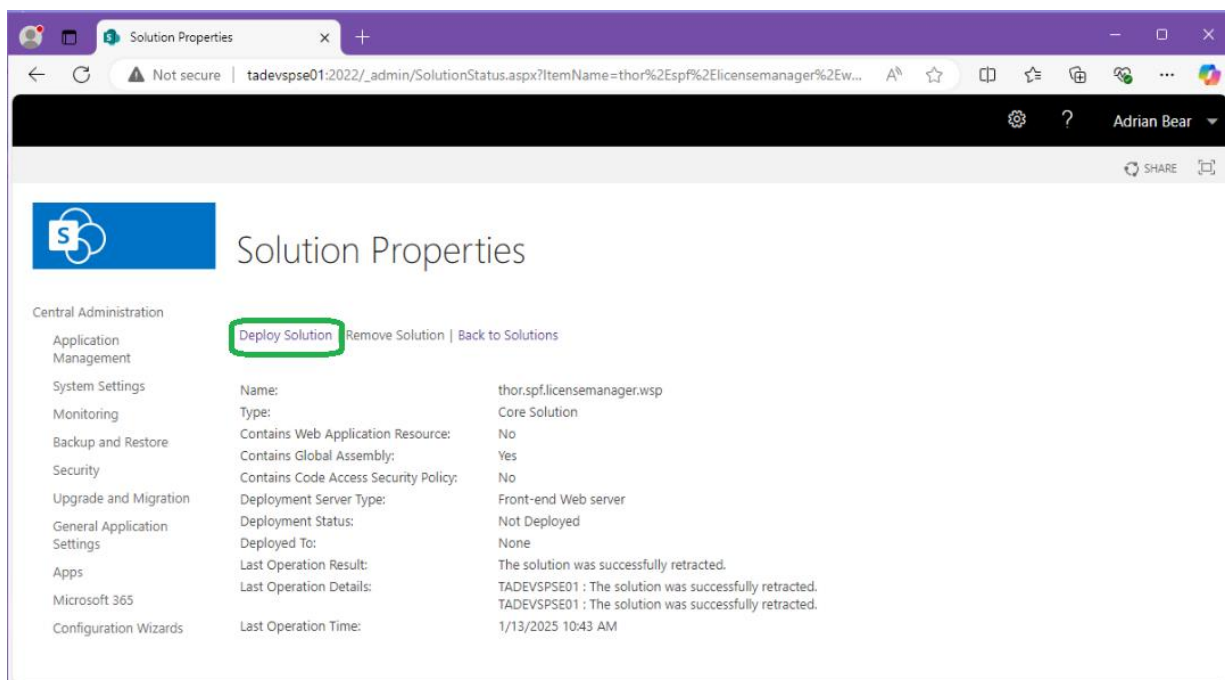 Solution Properties
Not secure | tadevspse01:2022/_admin/SolutionStatus.aspx?ItemName=thor%2Espf%2Elicensemanager%2Ew...
? Adrian Bear
SHARE
S
Solution Properties
Central Administration
Application
Management
System Settings
Monitoring
Backup and Restore
Security
Upgrade and Migration
General Application
Settings
Apps
Microsoft 365
Configuration Wizards
Deploy Solution | Remove Solution | Back to Solutions
Name: thor.spf.licensemanager.wsp
Type: Core Solution
Contains Web Application Resource: No
Contains Global Assembly: Yes
Contains Code Access Security Policy: No
Deployment Server Type: Front-end Web server
Deployment Status: Not Deployed
Deployed To: None
Last Operation Result: The solution was successfully retracted.
Last Operation Details: TADEVSPSE01 : The solution was successfully retracted.
TADEVSPSE01 : The solution was successfully retracted.
Last Operation Time: 1/13/2025 10:43 AM